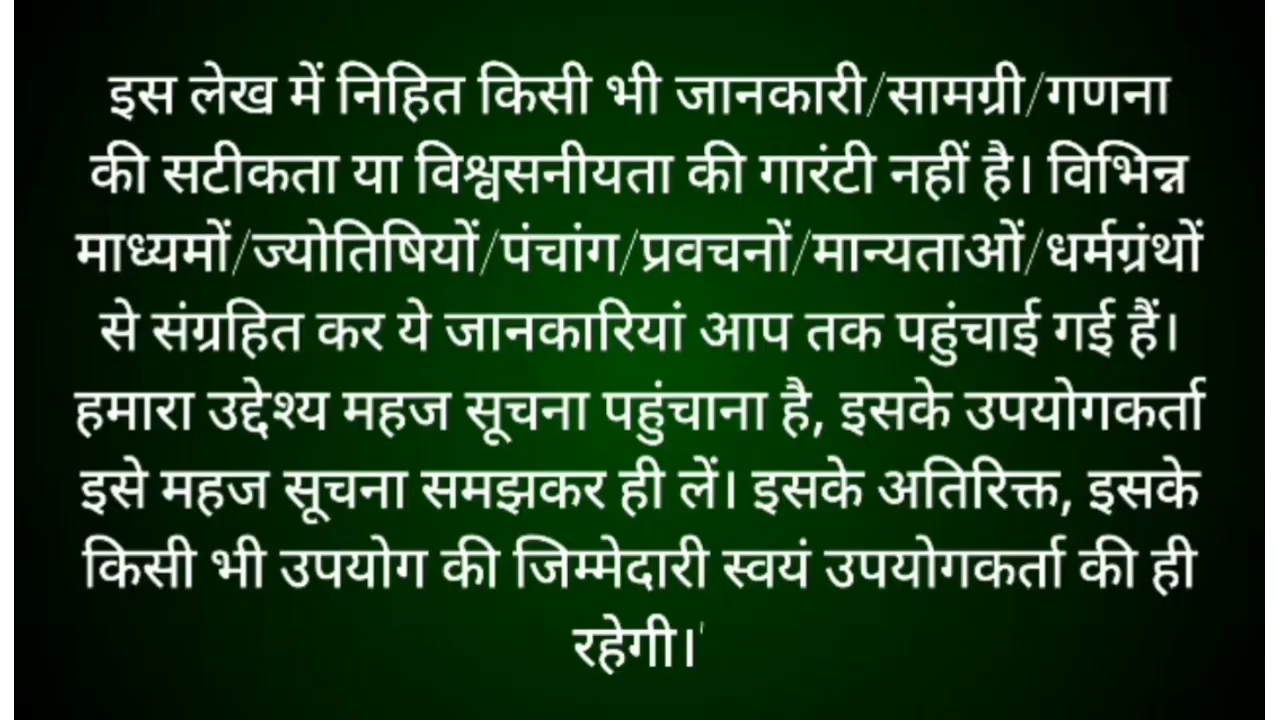 इस लेख में निहित किसी भी जानकारी/सामग्री/गणना
की सटीकता या विश्वसनीयता की गारंटी नहीं है। विभिन्न
माध्यमों/ज्योतिषियों/पंचांग/प्रवचनों/मान्यताओं/धर्मग्रंथों
से संग्रहित कर ये जानकारियां आप तक पहुंचाई गई हैं।
हमारा उद्देश्य महज सूचना पहुंचाना है, इसके उपयोगकर्ता
इसे महज सूचना समझकर ही लें। इसके अतिरिक्त, इसके
किसी भी उपयोग की जिम्मेदारी स्वयं उपयोगकर्ता की ही
रहेगी।'